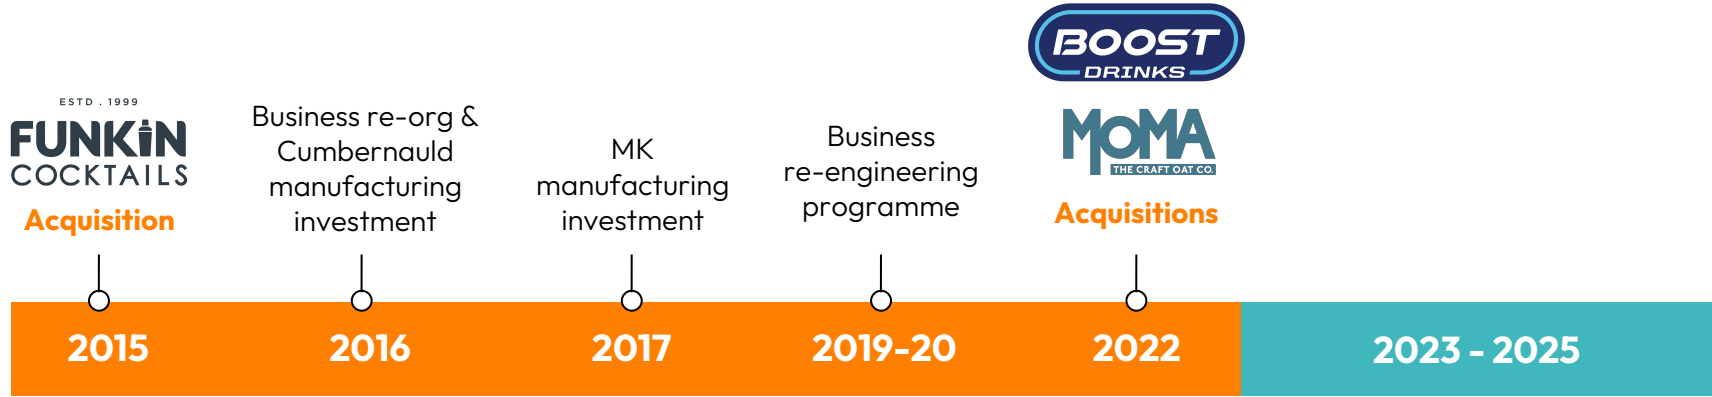 ESTD . 1999
FUNKiN
COCKTAILS
Acquisition
Business re-org &
Cumbernauld
manufacturing
investment
MK
manufacturing
investment
Business
re-engineering
programme
BOOST
DRINKS
MOMA
THE CRAFT OAT CO.
Acquisitions
2015
2016
2017
2019-20
2022
2023 - 2025